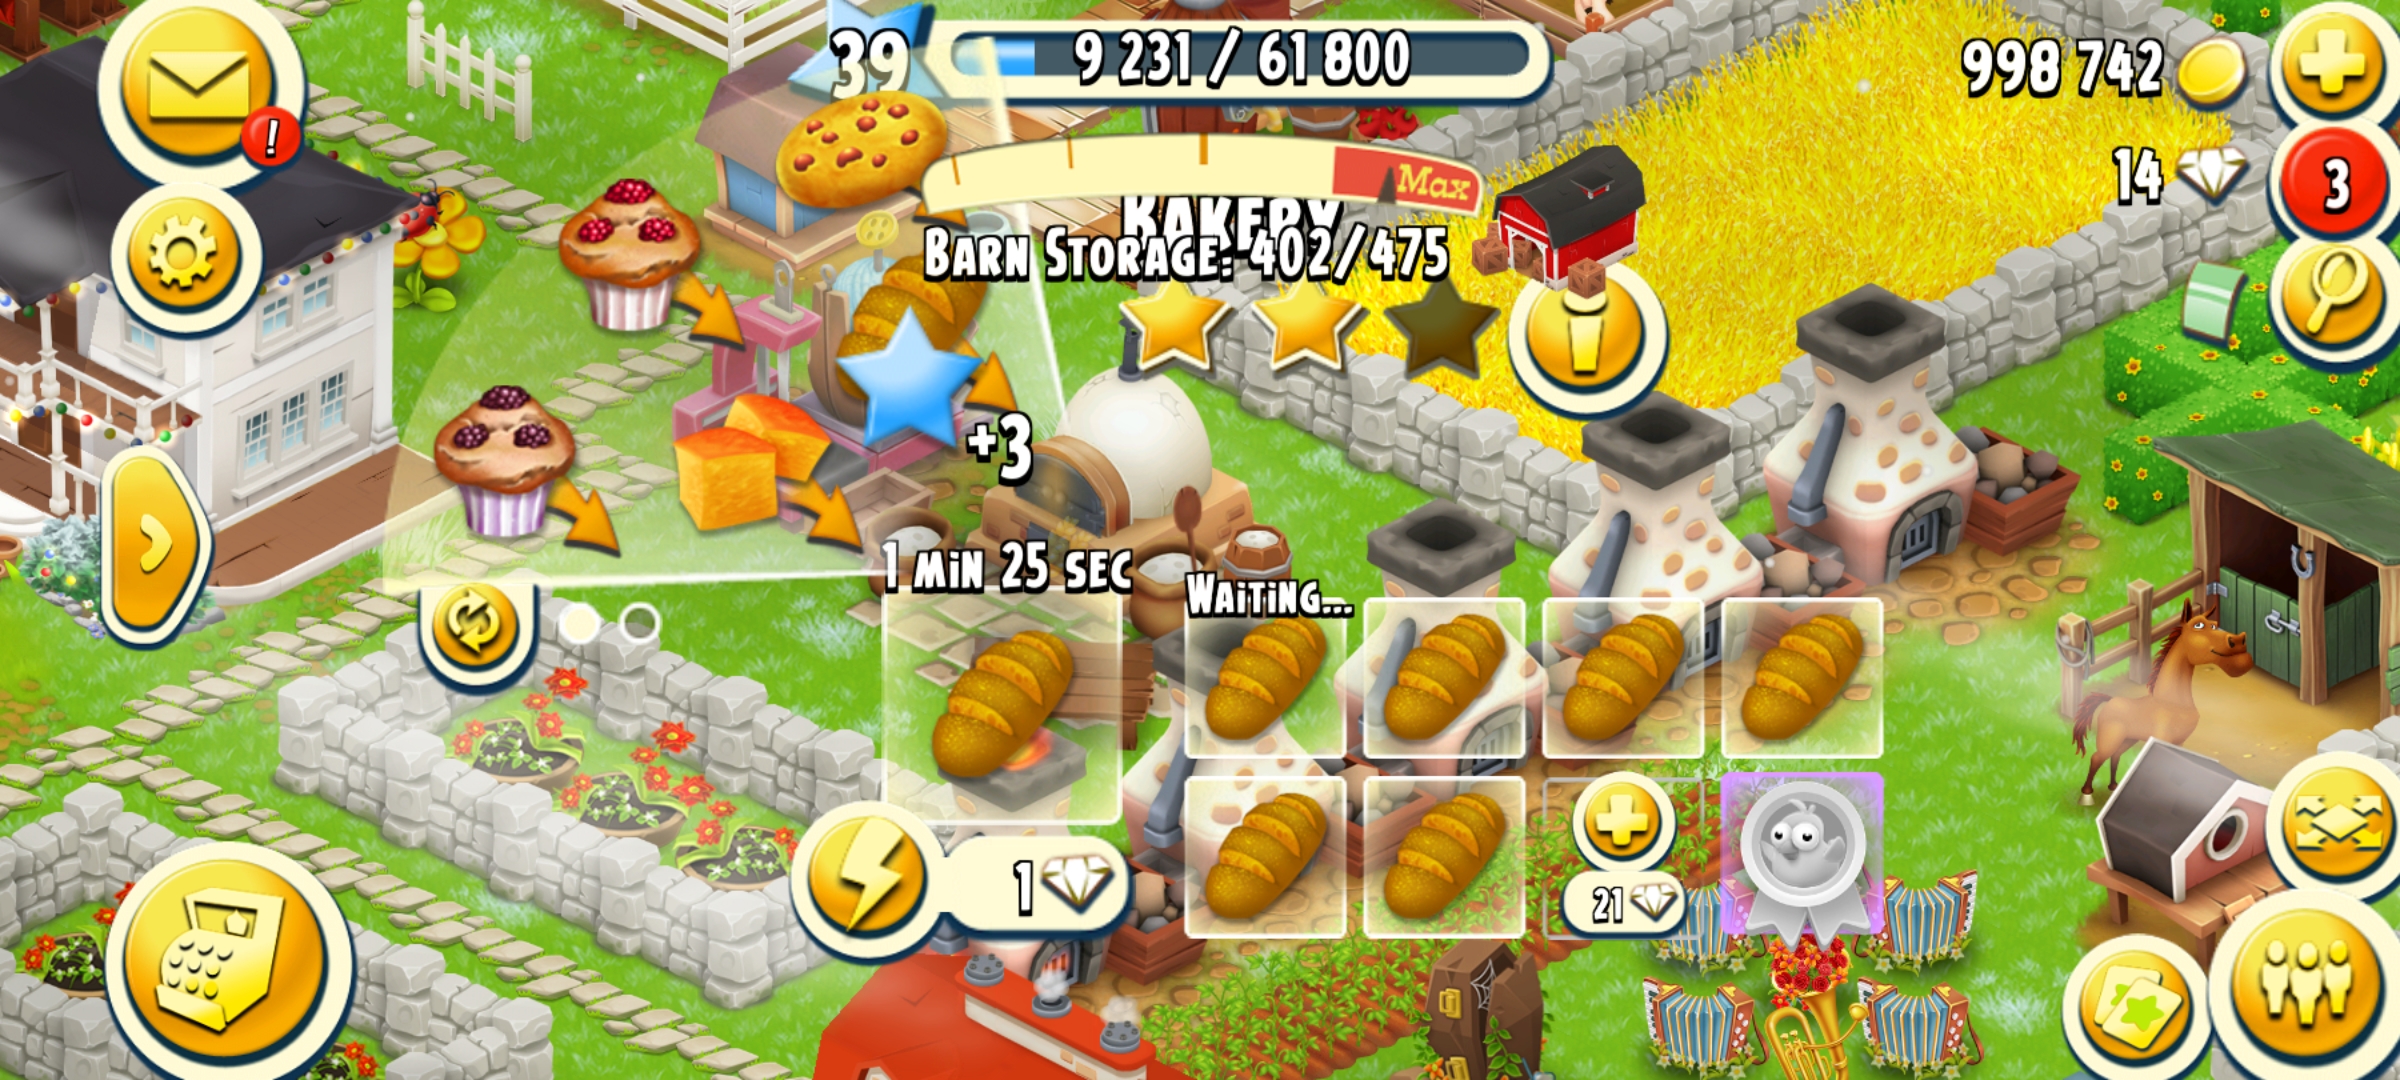 39
9 231 / 61 800
998 742
!
14
3
Max
BAKERY
BARN STORAGE: 402/475
+3
1 MIN 25 SEC
WAITING...
1
21